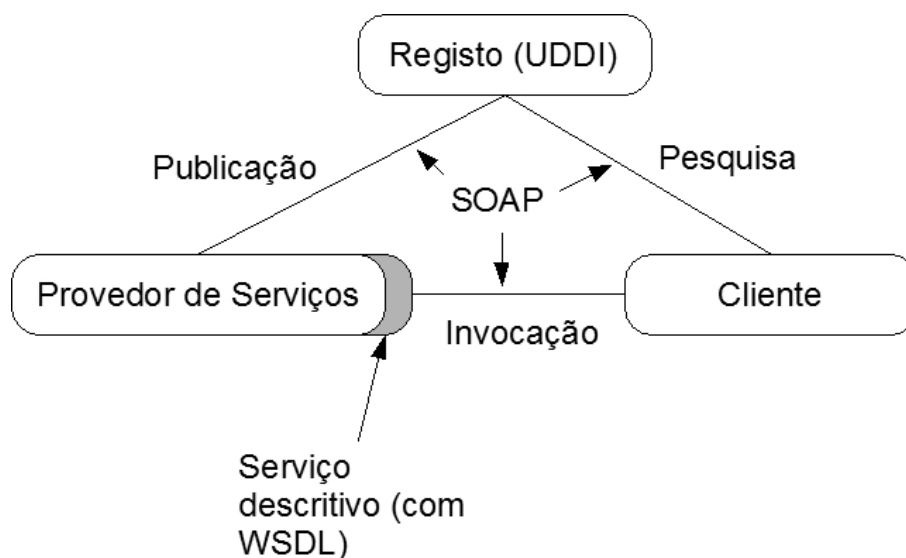 Registo (UDDI)
Publicação
Pesquisa
SOAP
Provedor de Serviços
Cliente
Invocação
Serviço
descritivo (com
WSDL)